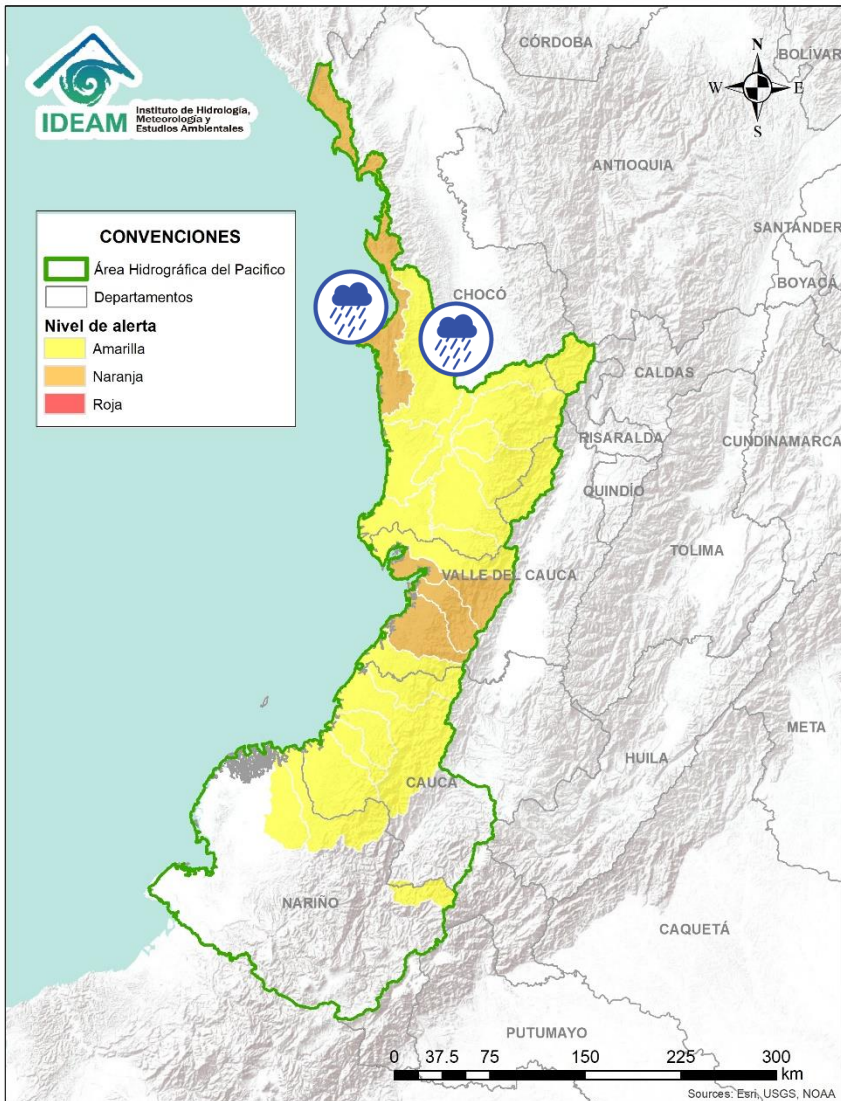 IDEAM
Instituto de Hidrología,
Meteorología y
Estudios Ambientales
CÓRDOBA
BOLÍVAR
N
W
E
S
ANTIOQUIA
SANTANDER
BOYACÁ
CONVENCIONES
Área Hidrográfica del Pacifico
Departamentos
Nivel de alerta
Amarilla
Naranja
Roja
CHOCÓ
CALDAS
RISARALDA
CUNDINAMARCA
QUINDÍO
TOLIMA
VALLE DEL CAUCA
META
HUILA
CAUCA
NARIÑO
CAQUETÁ
PUTUMAYO
0 37.5 75 150 225 300
km
Sources: Esri, USGS, NOAA